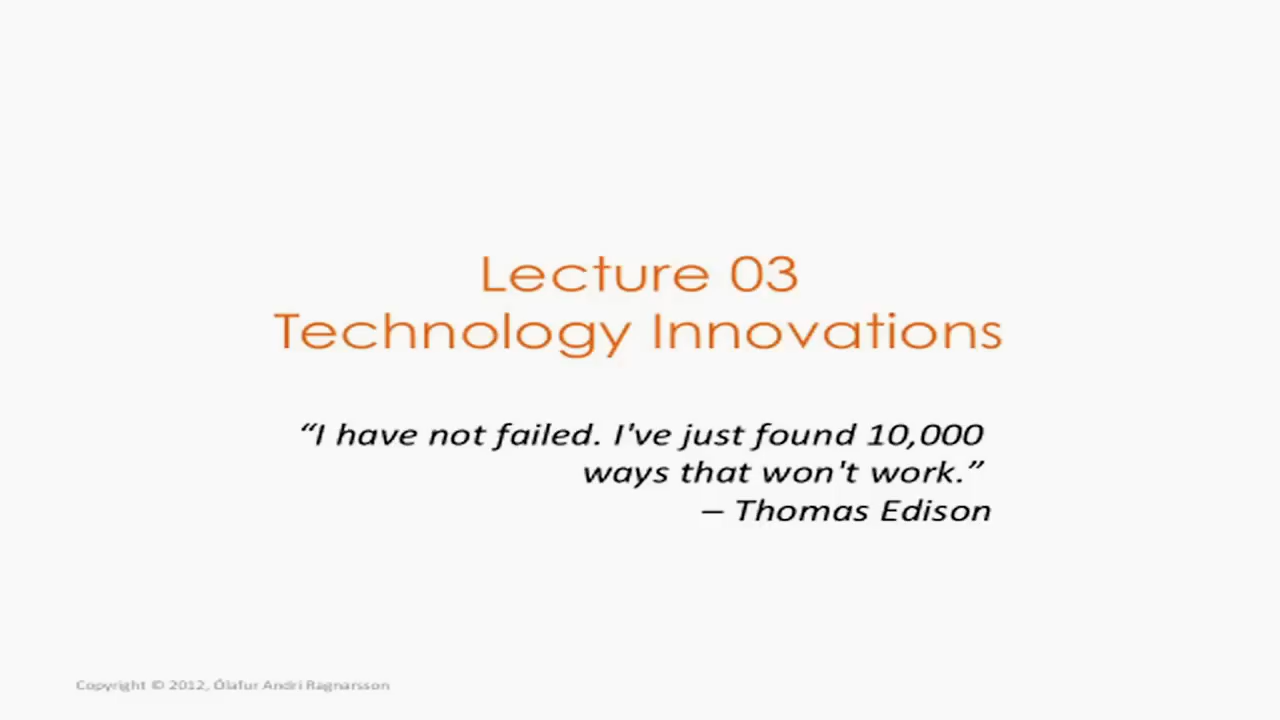 Lecture 03
Technology Innovations
“I have not failed. I've just found 10,000
ways that won't work.”
– Thomas Edison
Copyright © 2012, Ólafur Andri Ragnarsson